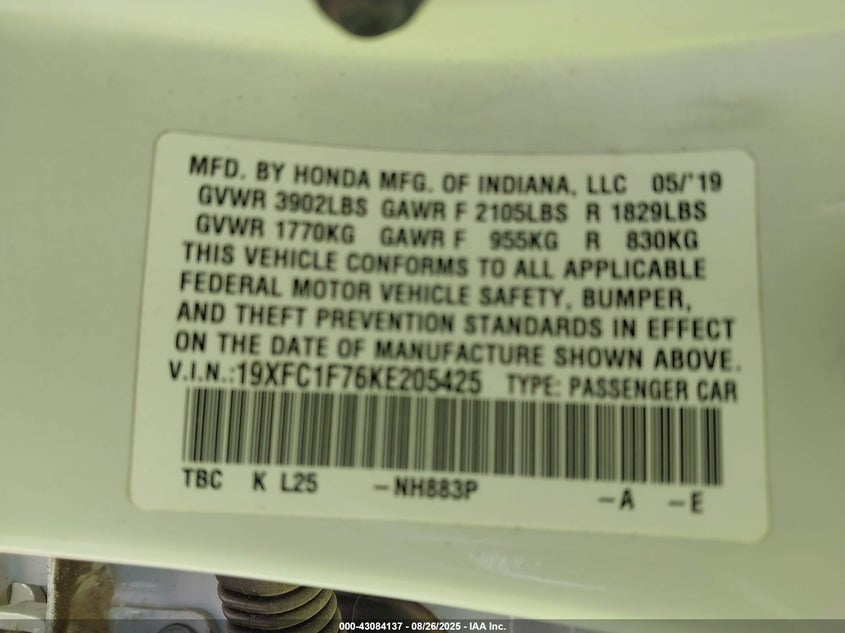 MFD. BY HONDA MFG. OF INDIANA, LLC 05/'19
GVWR 3902LBS GAWR F 2105LBS R 1829LBS
GVWR 1770KG GAWR F 955KG R 830KG
THIS VEHICLE CONFORMS TO ALL APPLICABLE
FEDERAL MOTOR VEHICLE SAFETY, BUMPER,
AND THEFT PREVENTION STANDARDS IN EFFECT
ON THE DATE OF MANUFACTURE SHOWN ABOVE.
V.I.N.:19XFC1F76KE205425 TYPE: PASSENGER CAR
TBC K L25 -NH883P -A -E
000-43084137 - 08/26/2025 - IAA Inc.